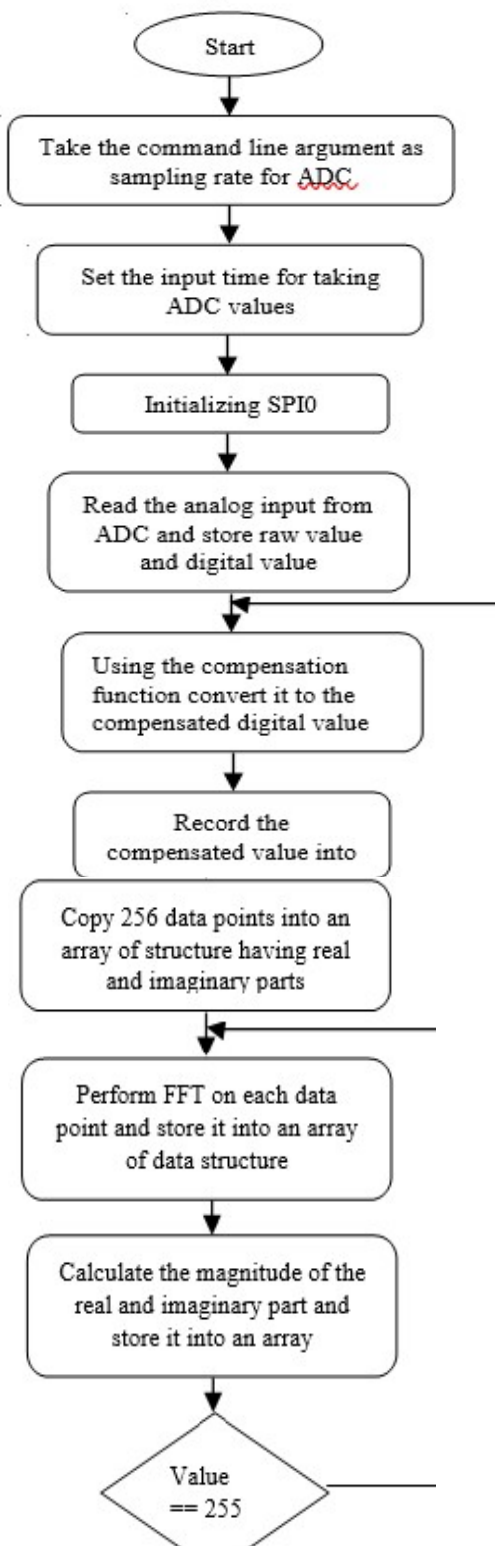 Start
Take the command line argument as
sampling rate for ADC
Set the input time for taking
ADC values
Initializing SPI0
Read the analog input from
ADC and store raw value
and digital value
Using the compensation
function convert it to the
compensated digital value
Record the
compensated value into
Copy 256 data points into an
array of structure having real
and imaginary parts
Perform FFT on each data
point and store it into an array
of data structure
Calculate the magnitude of the
real and imaginary part and
store it into an array
Value
== 255